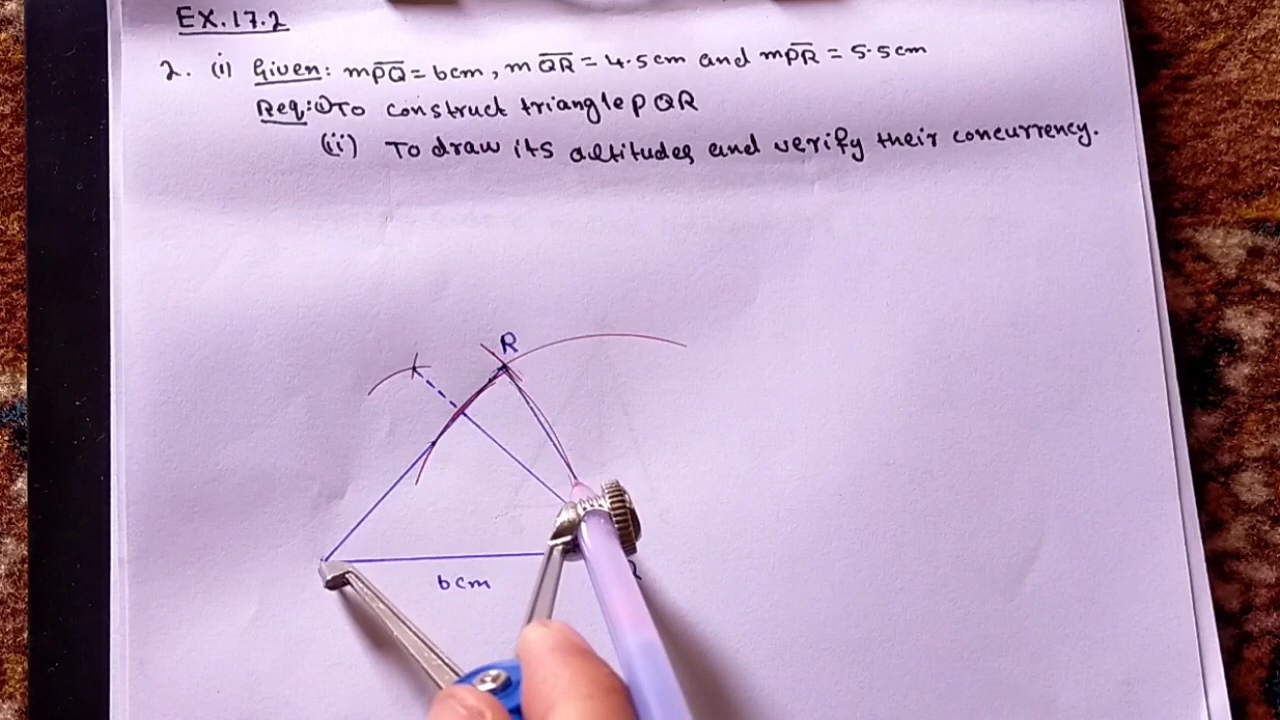 EX.17.2
2. (i) Given: mPQ = 6cm, m QR = 4.5cm and mPR = 5.5cm
Req:(i) To construct triangle PQR
(ii) To draw its altitudes and verify their concurrency.
R
6cm